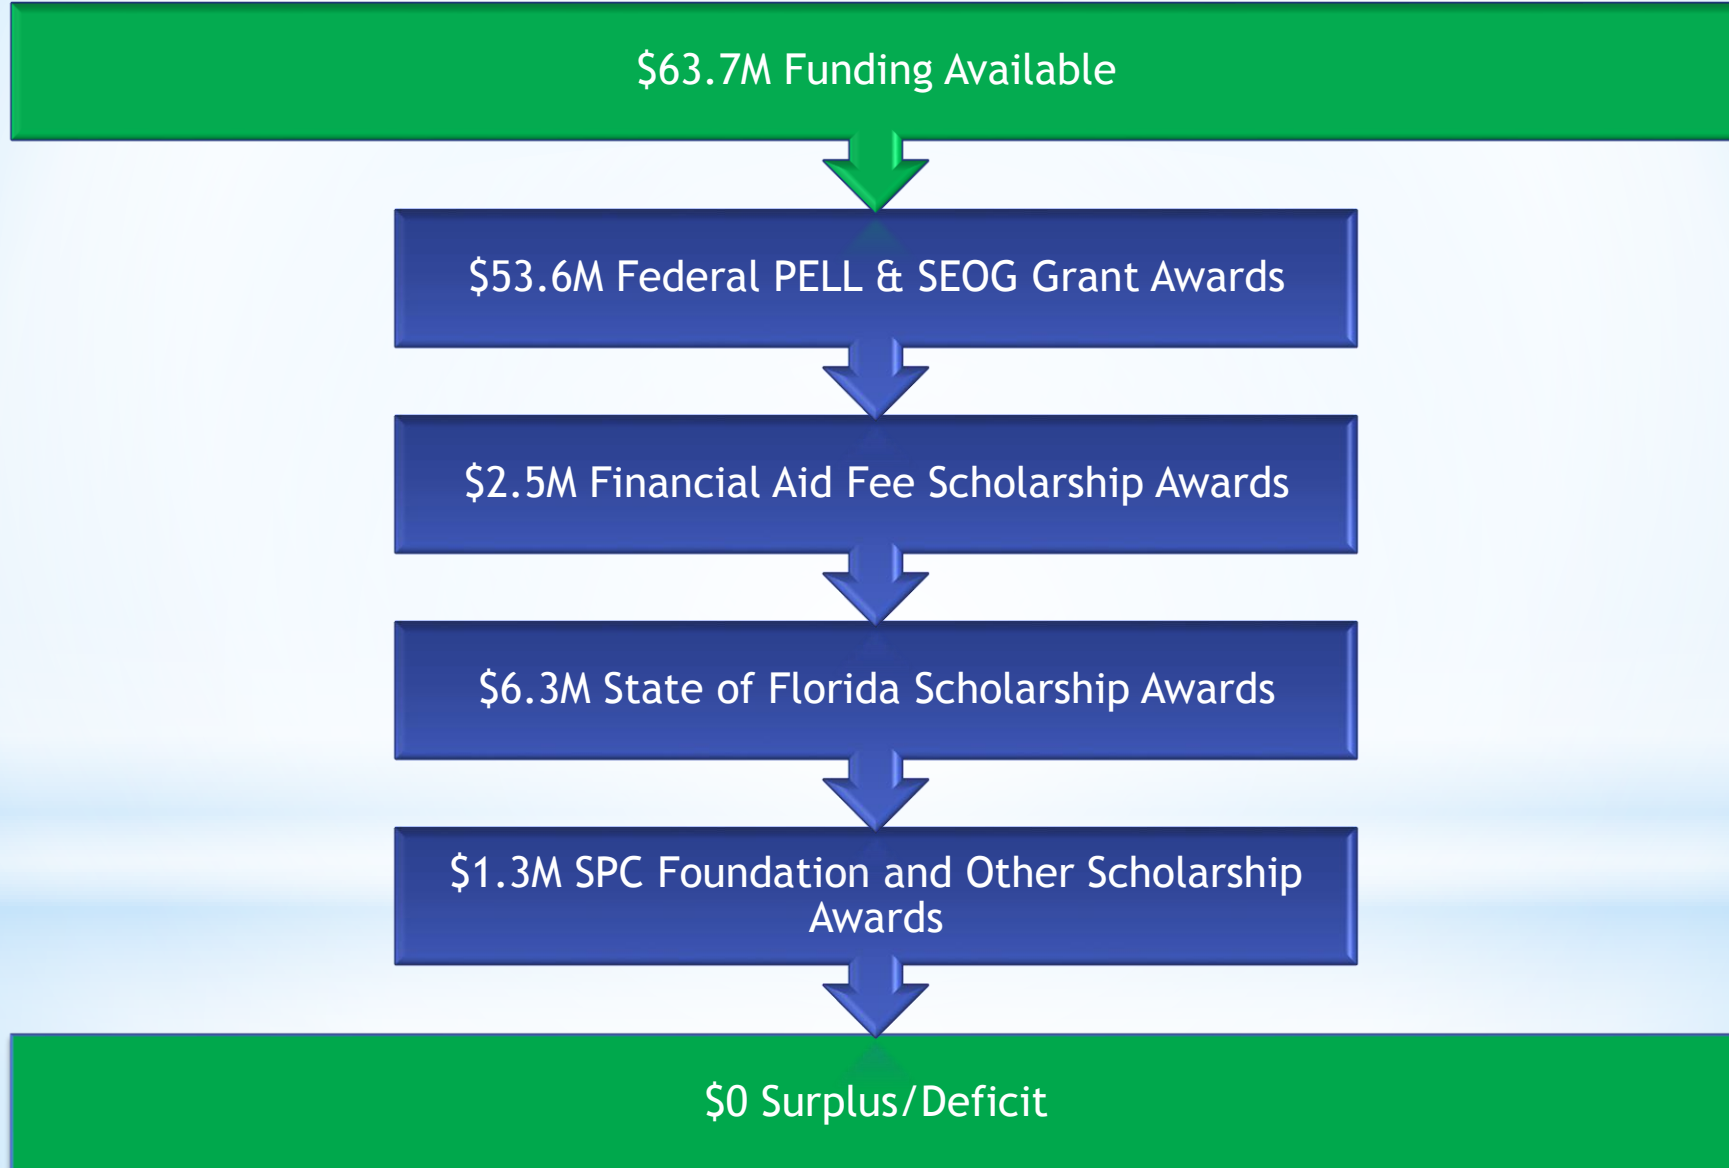 $63.7M Funding Available
$53.6M Federal PELL & SEOG Grant Awards
$2.5M Financial Aid Fee Scholarship Awards
$6.3M State of Florida Scholarship Awards
$1.3M SPC Foundation and Other Scholarship
Awards
$0 Surplus/Deficit